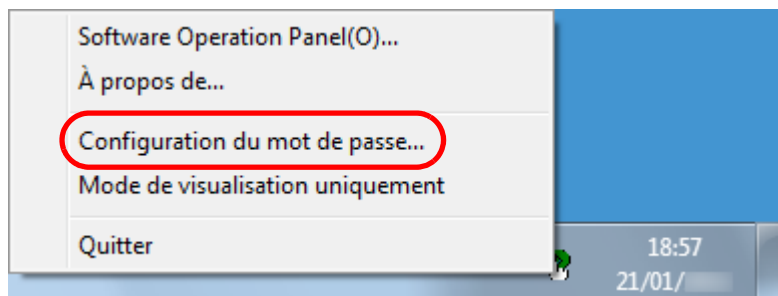 Software Operation Panel(O)...
À propos de...
Configuration du mot de passe...
Mode de visualisation uniquement
Quitter
18:57
21/01/